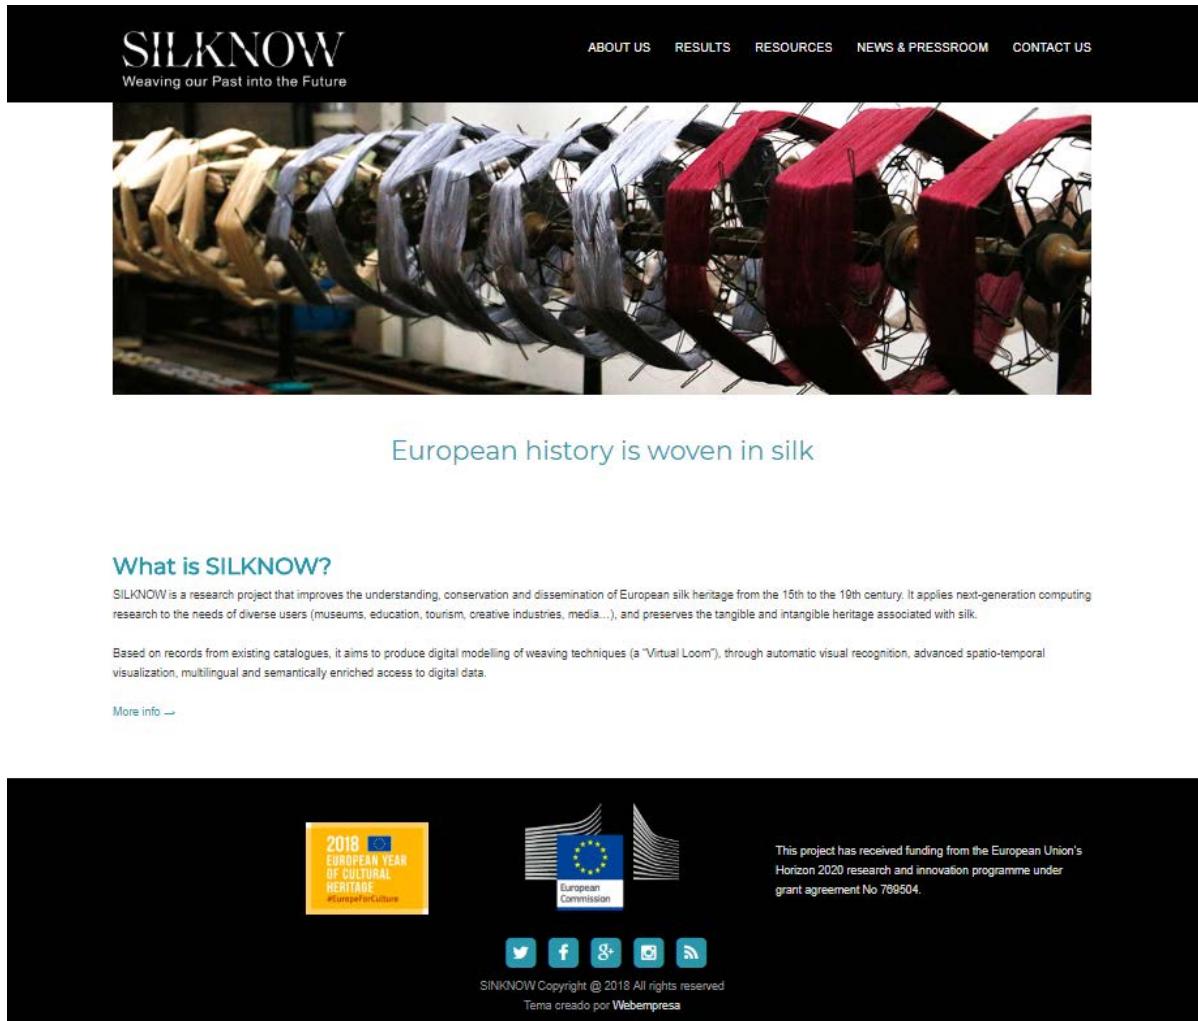 SILKNOW
Weaving our Past into the Future
ABOUT US RESULTS RESOURCES NEWS & PRESSROOM CONTACT US
European history is woven in silk
What is SILKNOW?
SILKNOW is a research project that improves the understanding, conservation and dissemination of European silk heritage from the 15th to the 19th century. It applies next-generation computing
research to the needs of diverse users (museums, education, tourism, creative industries, media…), and preserves the tangible and intangible heritage associated with silk.
Based on records from existing catalogues, it aims to produce digital modelling of weaving techniques (a "Virtual Loom"), through automatic visual recognition, advanced spatio-temporal
visualization, multilingual and semantically enriched access to digital data.
More info →
2018
EUROPEAN YEAR
OF CULTURAL
HERITAGE
#EuropeForCulture
European
Commission
This project has received funding from the European Union's
Horizon 2020 research and innovation programme under
grant agreement No 769504.
SINKNOW Copyright @ 2018 All rights reserved
Tema creado por Webempresa